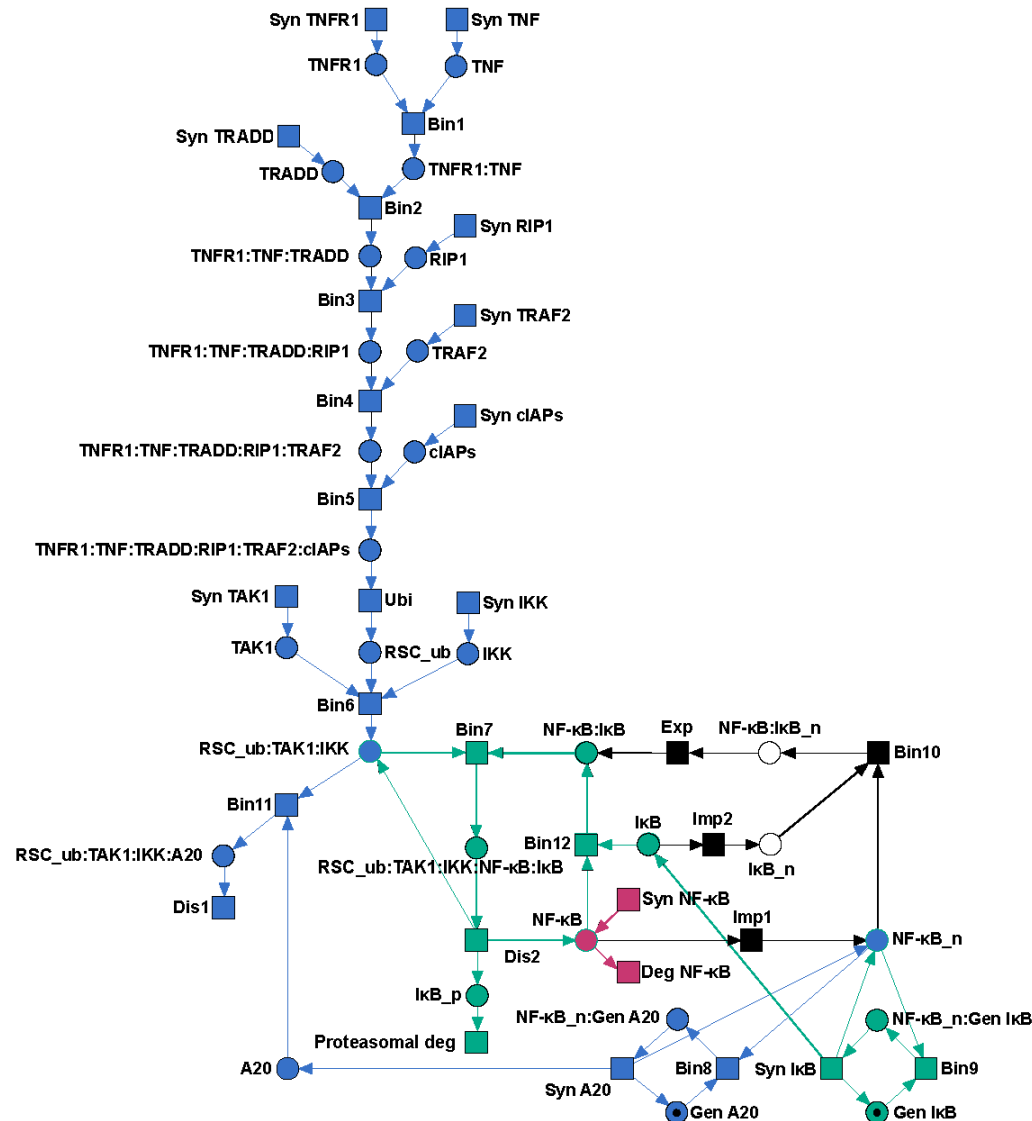 Syn TNFR1
Syn TNF
TNFR1
TNF
Bin1
Syn TRADD
TRADD
TNFR1:TNF
Bin2
Syn RIP1
TNFR1:TNF:TRADD
RIP1
Bin3
Syn TRAF2
TNFR1:TNF:TRADD:RIP1
TRAF2
Bin4
Syn cIAPs
TNFR1:TNF:TRADD:RIP1:TRAF2
cIAPs
Bin5
TNFR1:TNF:TRADD:RIP1:TRAF2:cIAPs
Syn TAK1
Ubi
Syn IKK
TAK1
RSC_ub
IKK
Bin6
RSC_ub:TAK1:IKK
Bin7
NF-κB:IκB
Exp
NF-κB:IκB_n
Bin10
Bin11
Bin12
IκB
Imp2
IκB_n
RSC_ub:TAK1:IKK:A20
RSC_ub:TAK1:IKK:NF-κB:IκB
Dis1
Syn NF-κB
NF-κB
Imp1
NF-κB_n
Dis2
Deg NF-κB
IκB_p
NF-κB_n:Gen A20
NF-κB_n:Gen IκB
Proteasomal deg
A20
Syn A20
Bin8
Syn IκB
Bin9
Gen A20
Gen IκB